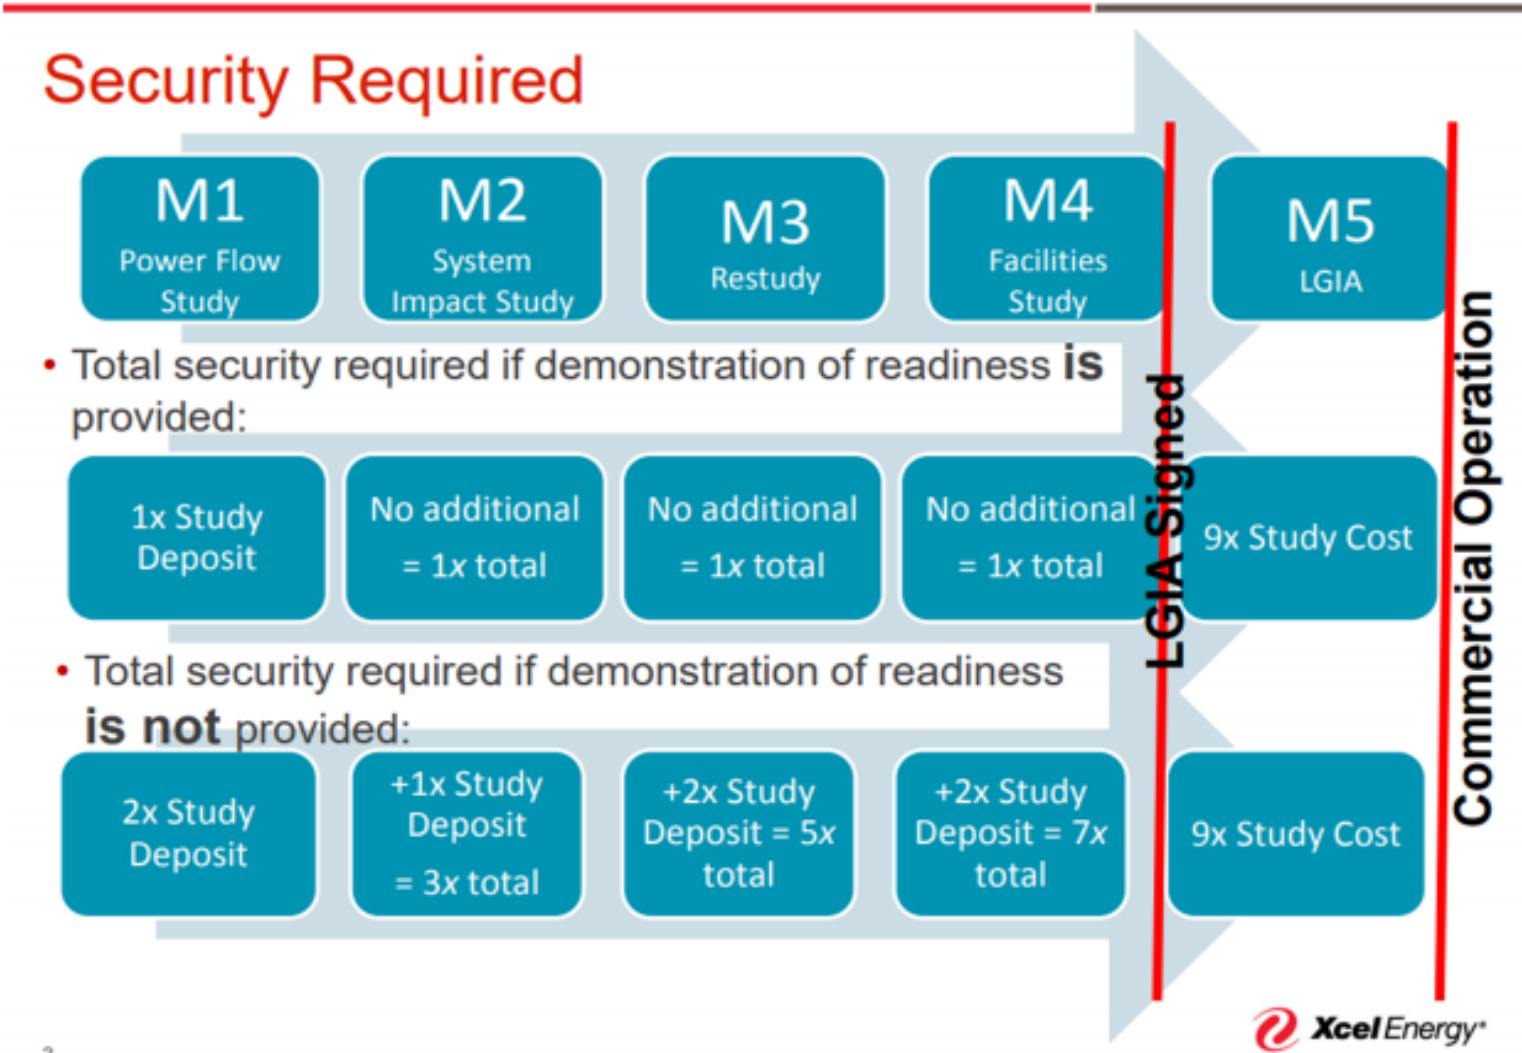 Security Required
M1
Power Flow
Study
M2
System
Impact Study
M3
Restudy
M4
Facilities
Study
M5
LGIA
• Total security required if demonstration of readiness is
provided:
1x Study
Deposit
No additional
= 1x total
No additional
= 1x total
No additional
= 1x total
9x Study Cost
• Total security required if demonstration of readiness
is not provided:
2x Study
Deposit
+1x Study
Deposit
= 3x total
+2x Study
Deposit = 5x
total
+2x Study
Deposit = 7x
total
9x Study Cost
LGIA Signed
Commercial Operation
Xcel Energy®